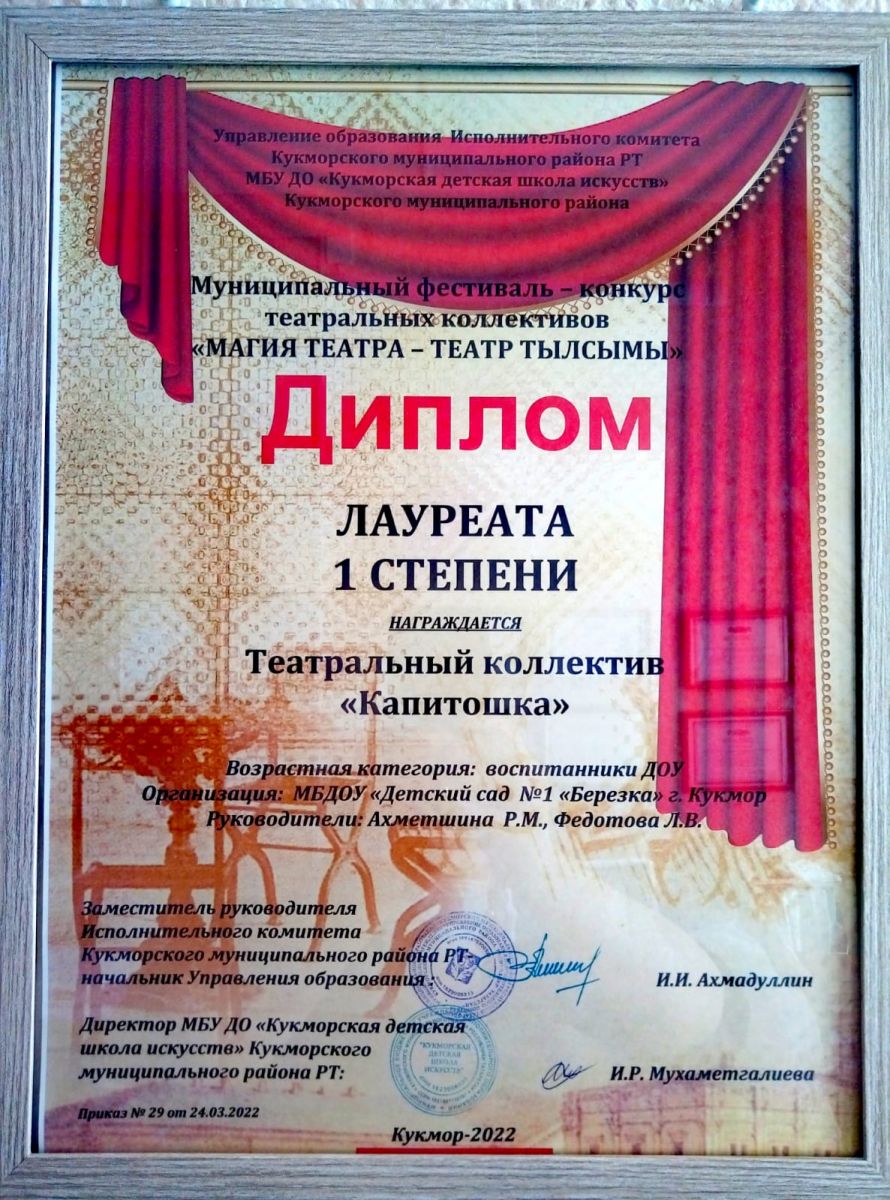 Управление образования Исполнительного комитета
Кукморского муниципального района РТ
МБУ ДО «Кукморская детская школа искусств»
Кукморского муниципального района
Муниципальный фестиваль – конкурс
театральных коллективов
«МАГИЯ ТЕАТРА – ТЕАТР ТЫЛСЫМЫ»
Диплом
ЛАУРЕАТА
1 СТЕПЕНИ
НАГРАЖДАЕТСЯ
Театральный коллектив
«Капитошка»
Возрастная категория: воспитанники ДОУ
Организация: МБДОУ «Детский сад №1 «Березка» г. Кукмор
Руководители: Ахметшина Р.М., Федотова Л.В.
Заместитель руководителя
Исполнительного комитета
Кукморского муниципального района РТ-
начальник Управления образования :
И.И. Ахмадуллин
Директор МБУ ДО «Кукморская детская
школа искусств» Кукморского
муниципального района РТ:
И.Р. Мухаметгалиева
"КУКМОРСКАЯ
ДЕТСКАЯ
ШКОЛА
ИСКУССТВ"
Приказ № 29 от 24.03.2022
Кукмор-2022